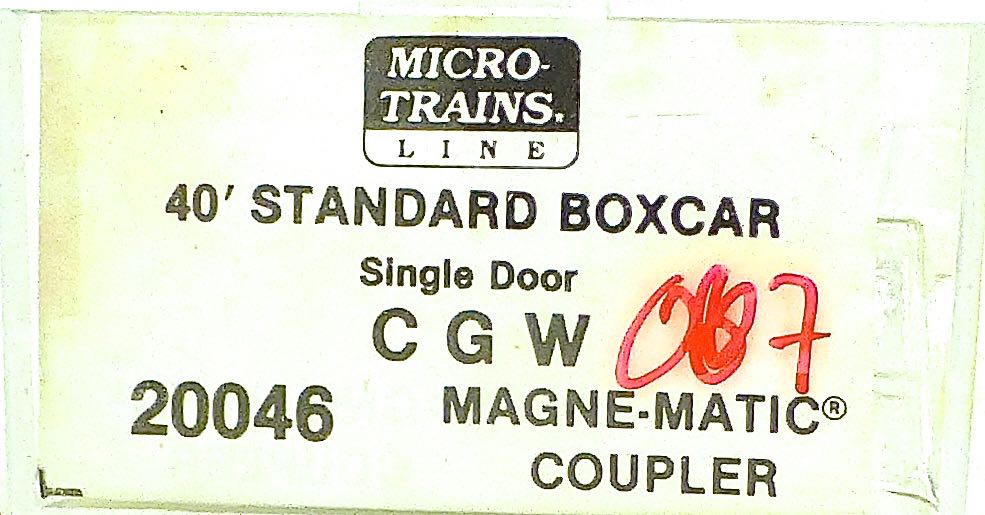 MICRO-
TRAINS®
LINE
40' STANDARD BOXCAR
Single Door
C G W
20046 MAGNE-MATIC®
COUPLER